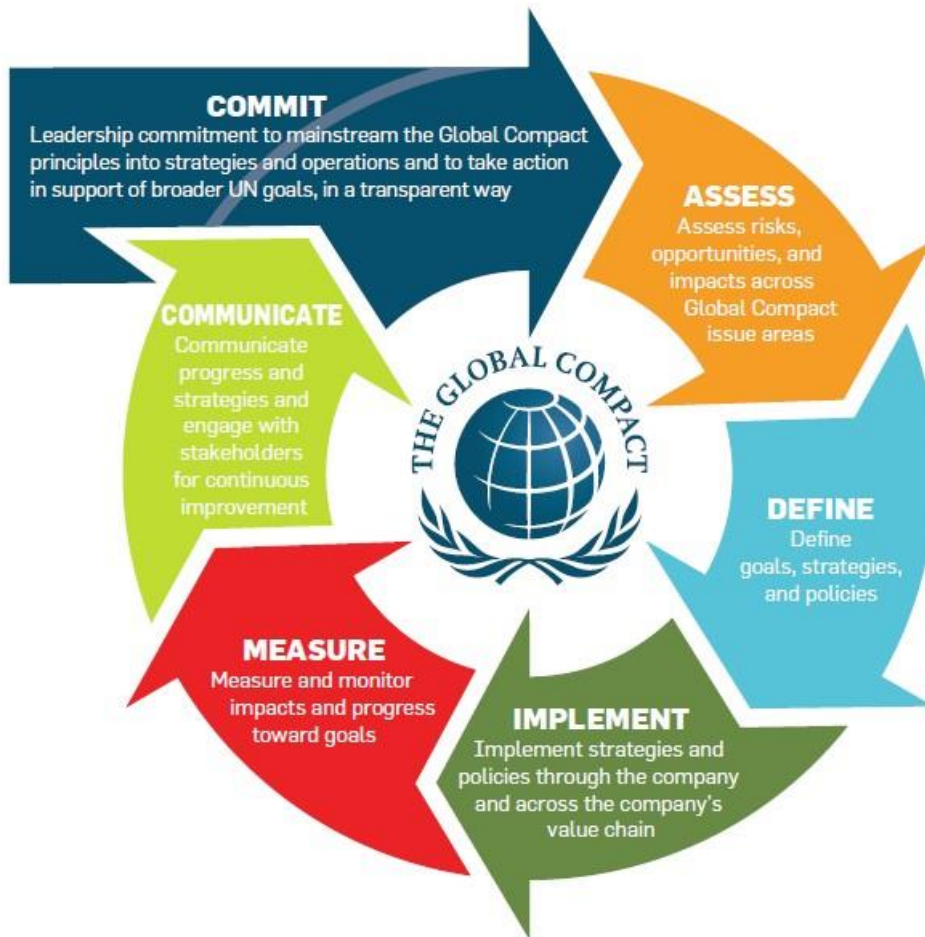 COMMIT
Leadership commitment to mainstream the Global Compact
principles into strategies and operations and to take action
in support of broader UN goals, in a transparent way
ASSESS
Assess risks,
opportunities, and
impacts across
Global Compact
issue areas
DEFINE
Define
goals, strategies,
and policies
IMPLEMENT
Implement strategies and
policies through the company
and across the company's
value chain
MEASURE
Measure and monitor
impacts and progress
toward goals
COMMUNICATE
Communicate
progress and
strategies and
engage with
stakeholders
for continuous
improvement
THE GLOBAL COMPACT